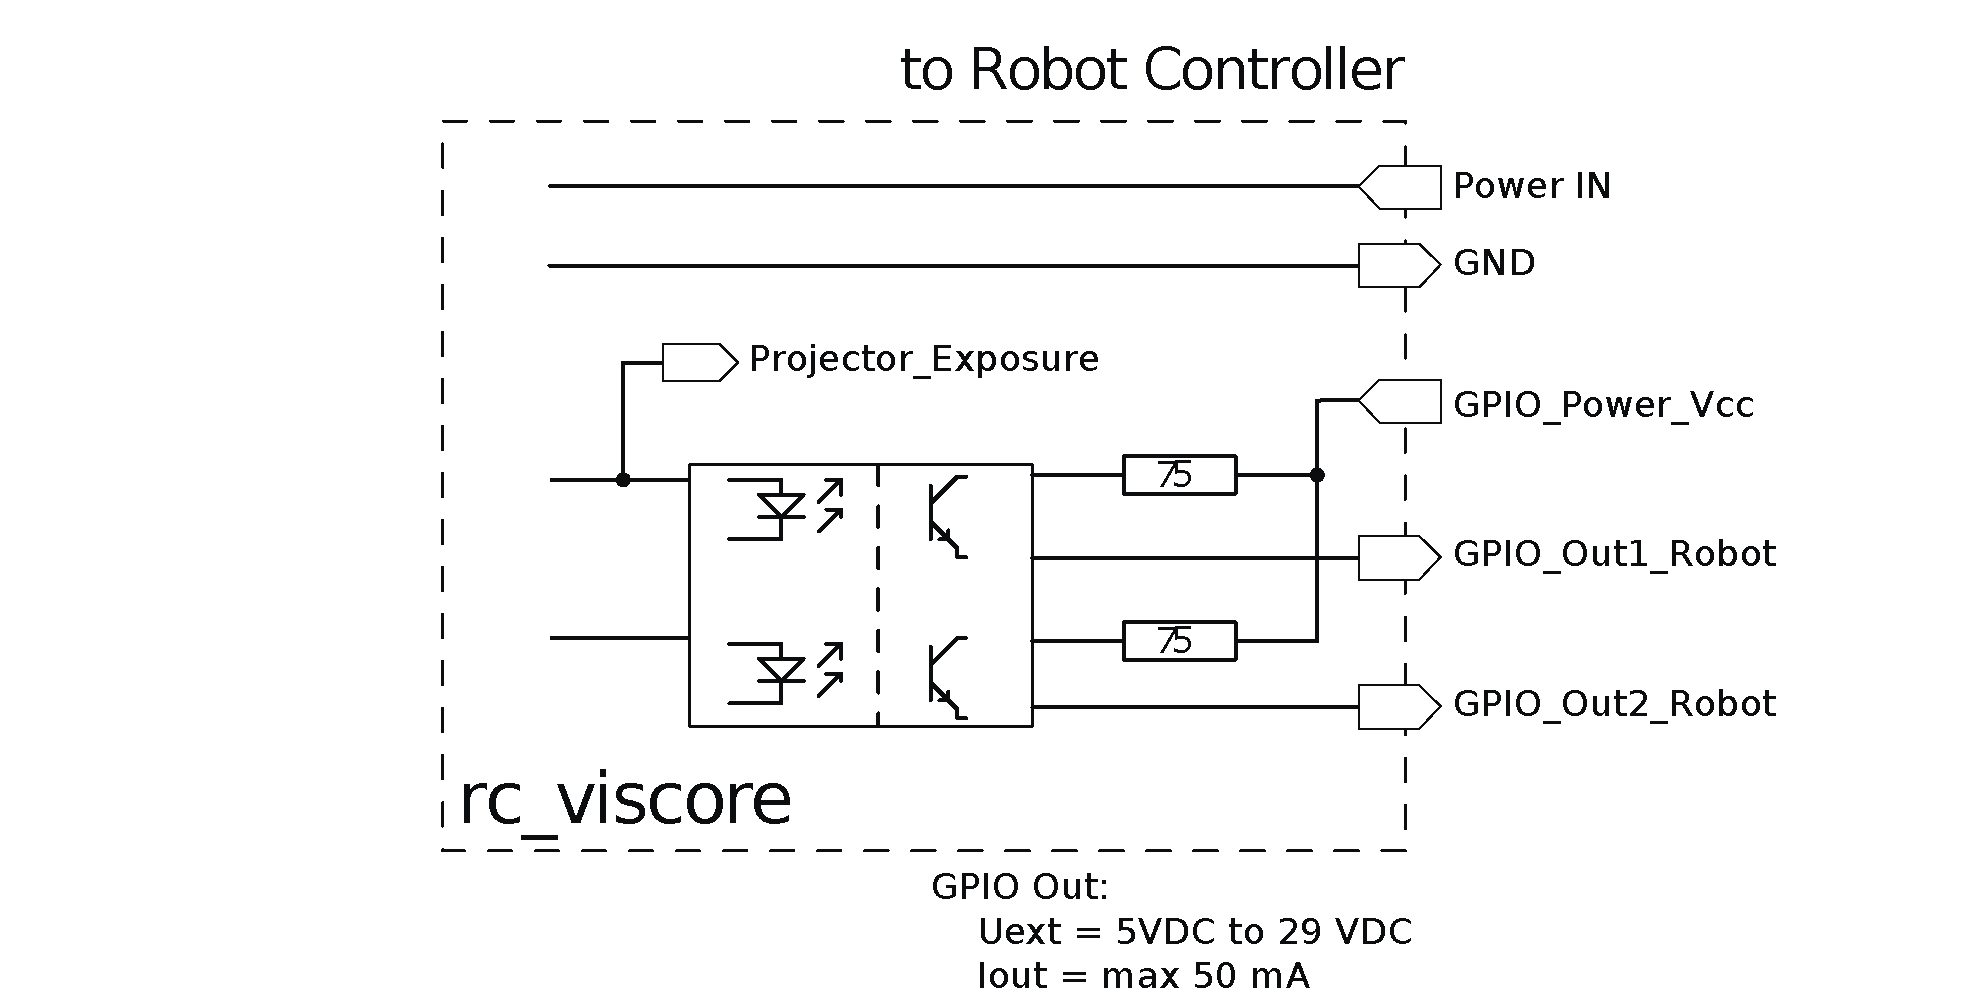 to Robot Controller
Power IN
GND
Projector_Exposure
GPIO_Power_Vcc
75
GPIO_Out1_Robot
75
GPIO_Out2_Robot
rc_viscore
GPIO Out:
Uext = 5VDC to 29 VDC
Iout = max 50 mA